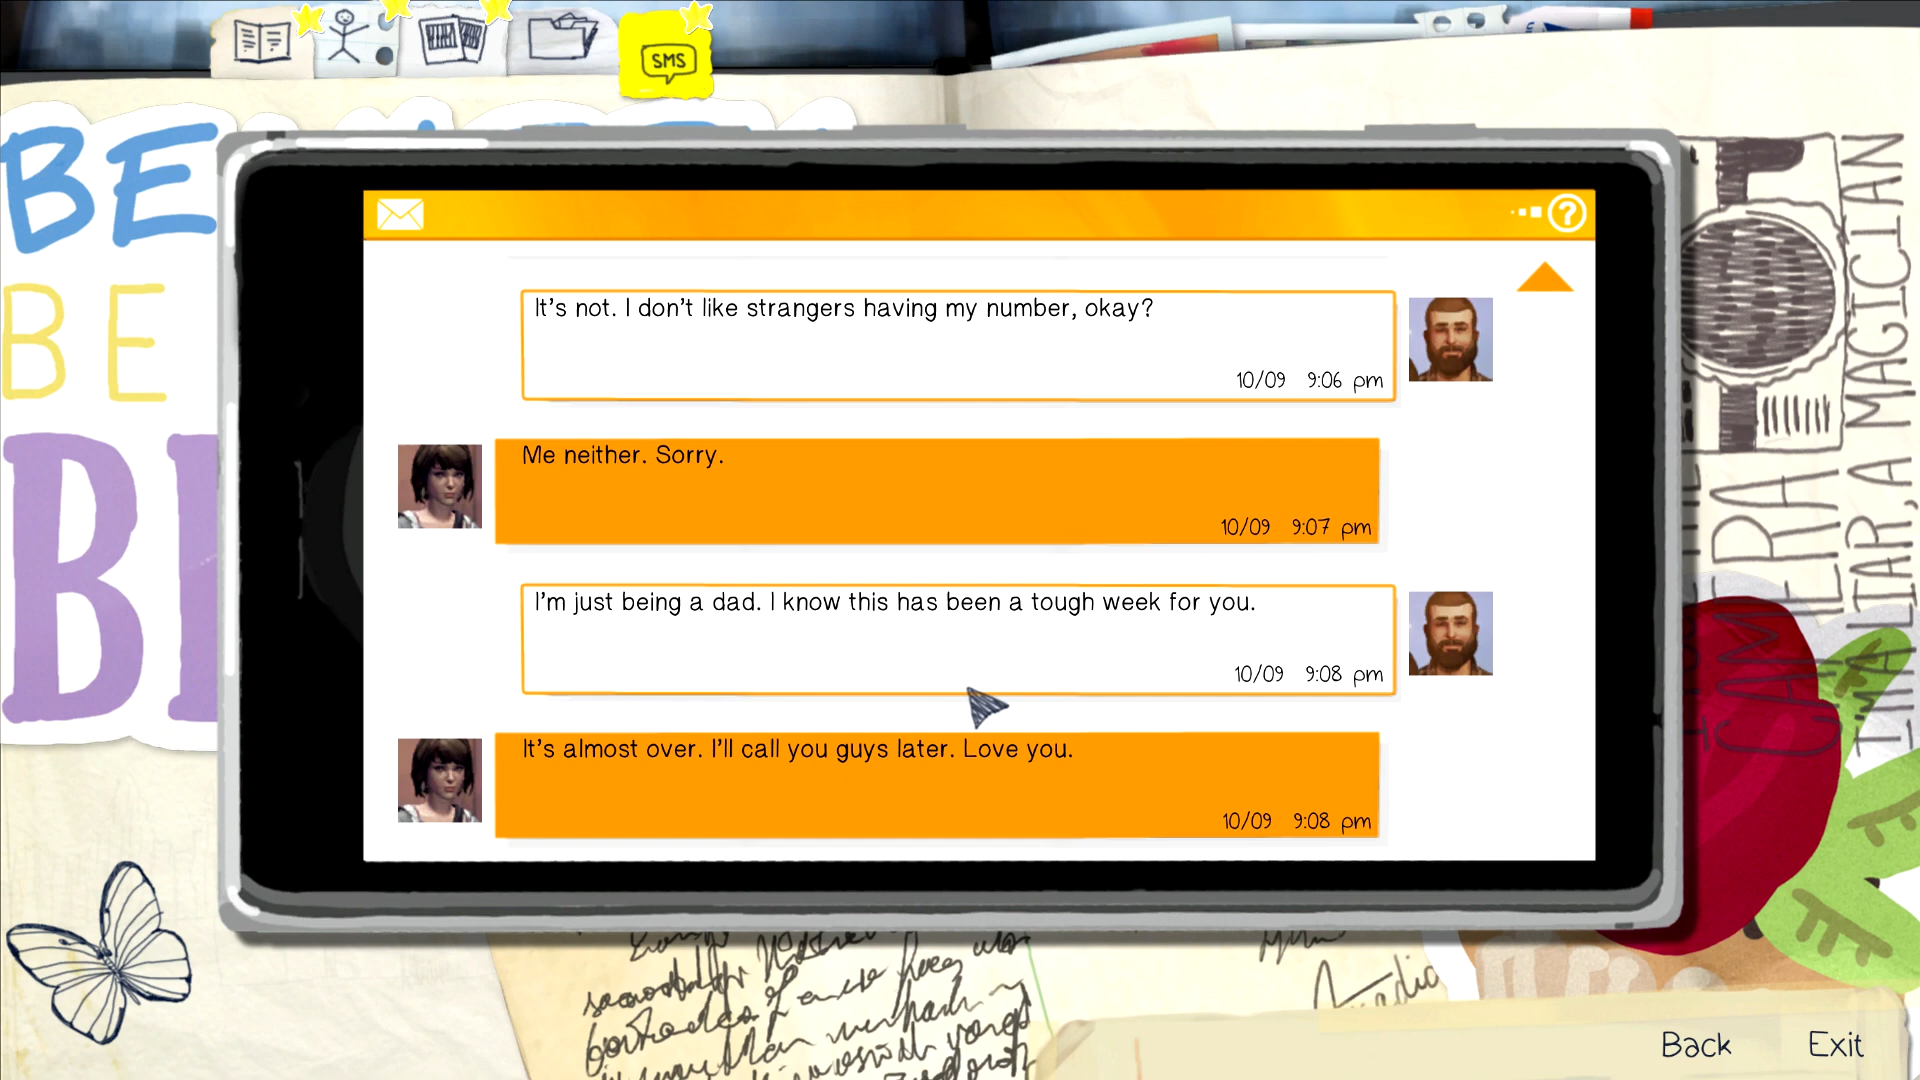 SMS
BE
BE
It's not. I don't like strangers having my number, okay?
10/09 9:06 pm
Me neither. Sorry.
10/09 9:07 pm
I'm just being a dad. I know this has been a tough week for you.
10/09 9:08 pm
It's almost over. I'll call you guys later. Love you.
10/09 9:08 pm
CAMERA
LIAR, A MAGICIAN
Back
Exit